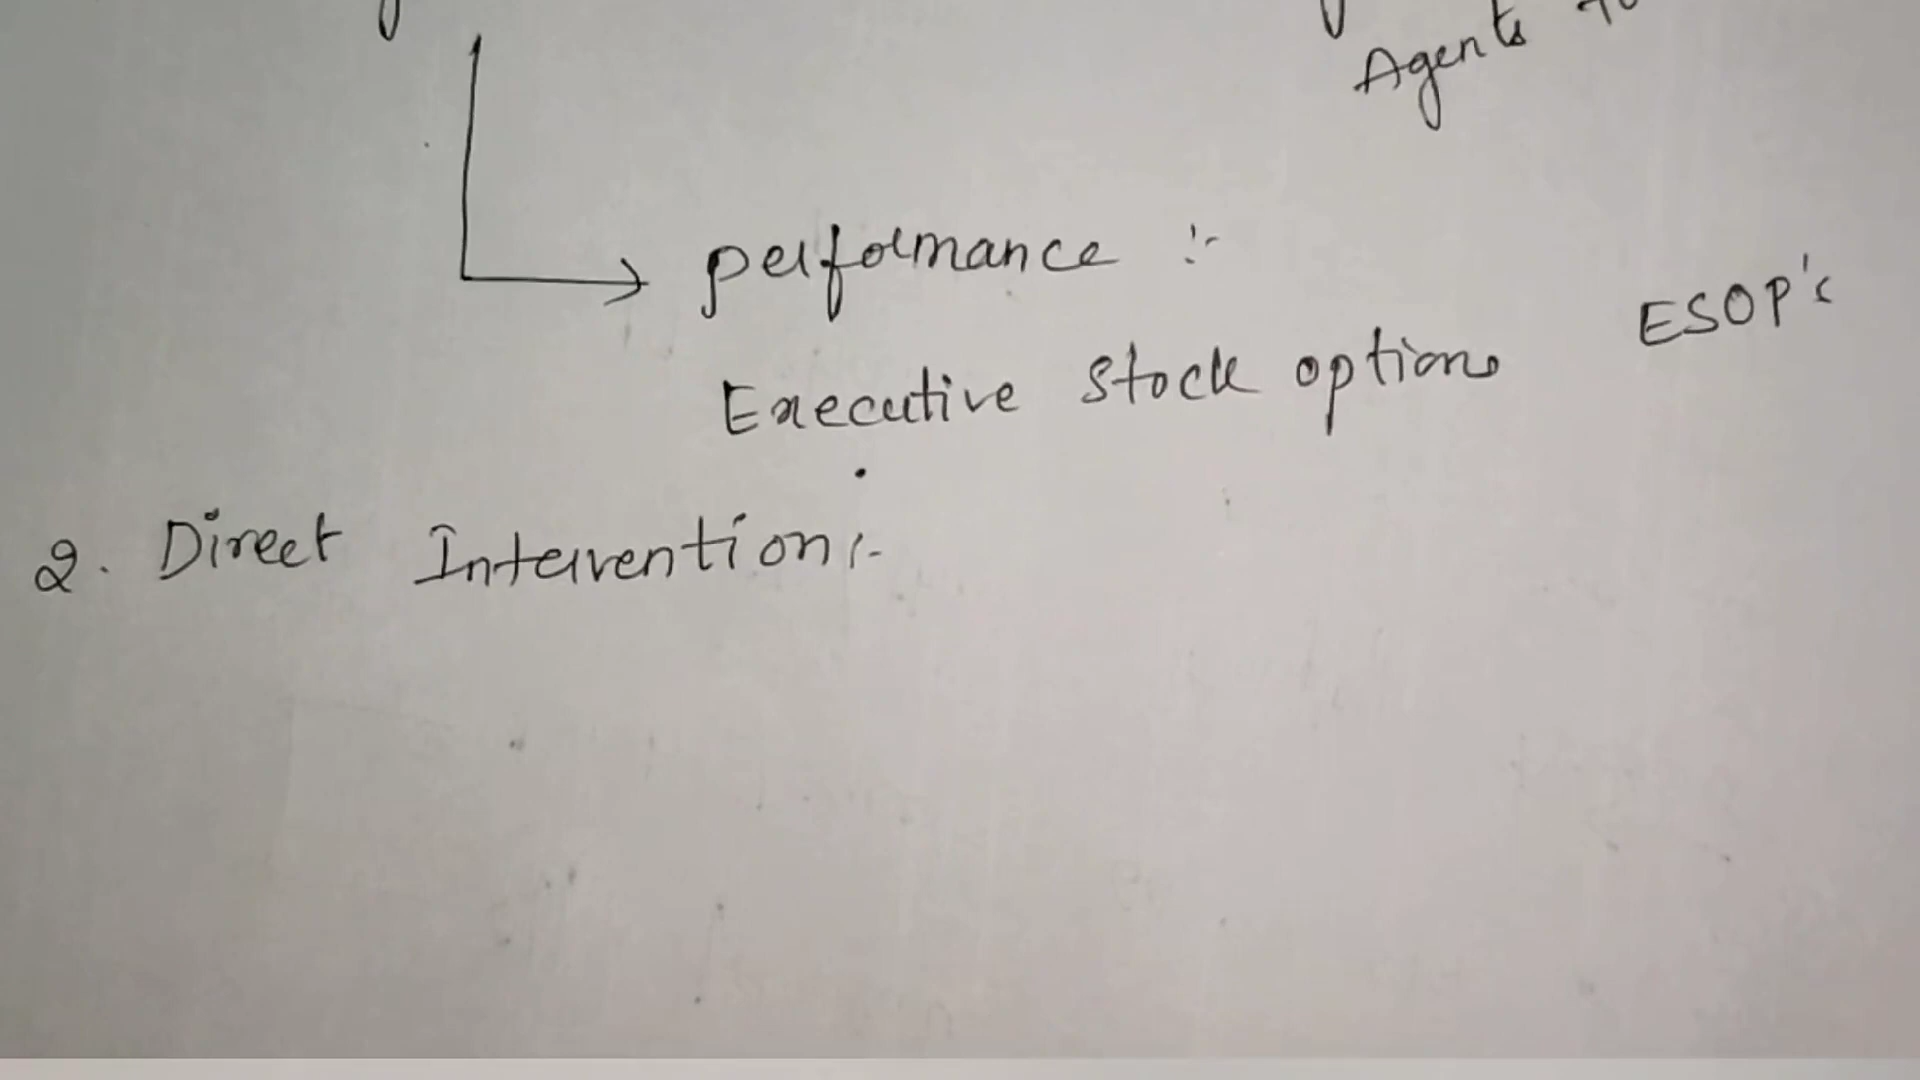 Agents
performance :-
Executive stock options ESOP's
2. Direct Intervention :-